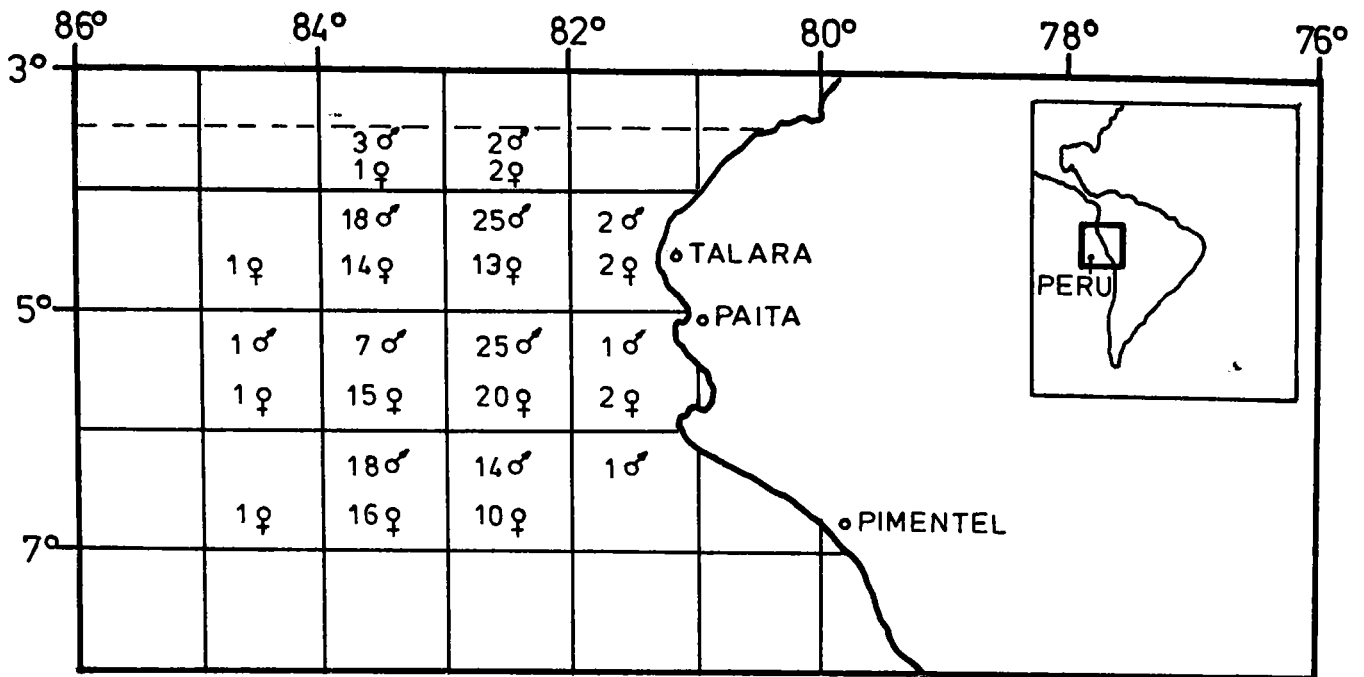 86° 84° 82° 80° 78° 76°
3°
3♂ 2♂
1♀ 2♀
18♂ 25♂ 2♂
TALARA
1♀ 14♀ 13♀ 2♀
PERU
5°
PAITA
1♂ 7♂ 25♂ 1♂
1♀ 15♀ 20♀ 2♀
18♂ 14♂ 1♂
1♀ 16♀ 10♀
PIMENTEL
7°